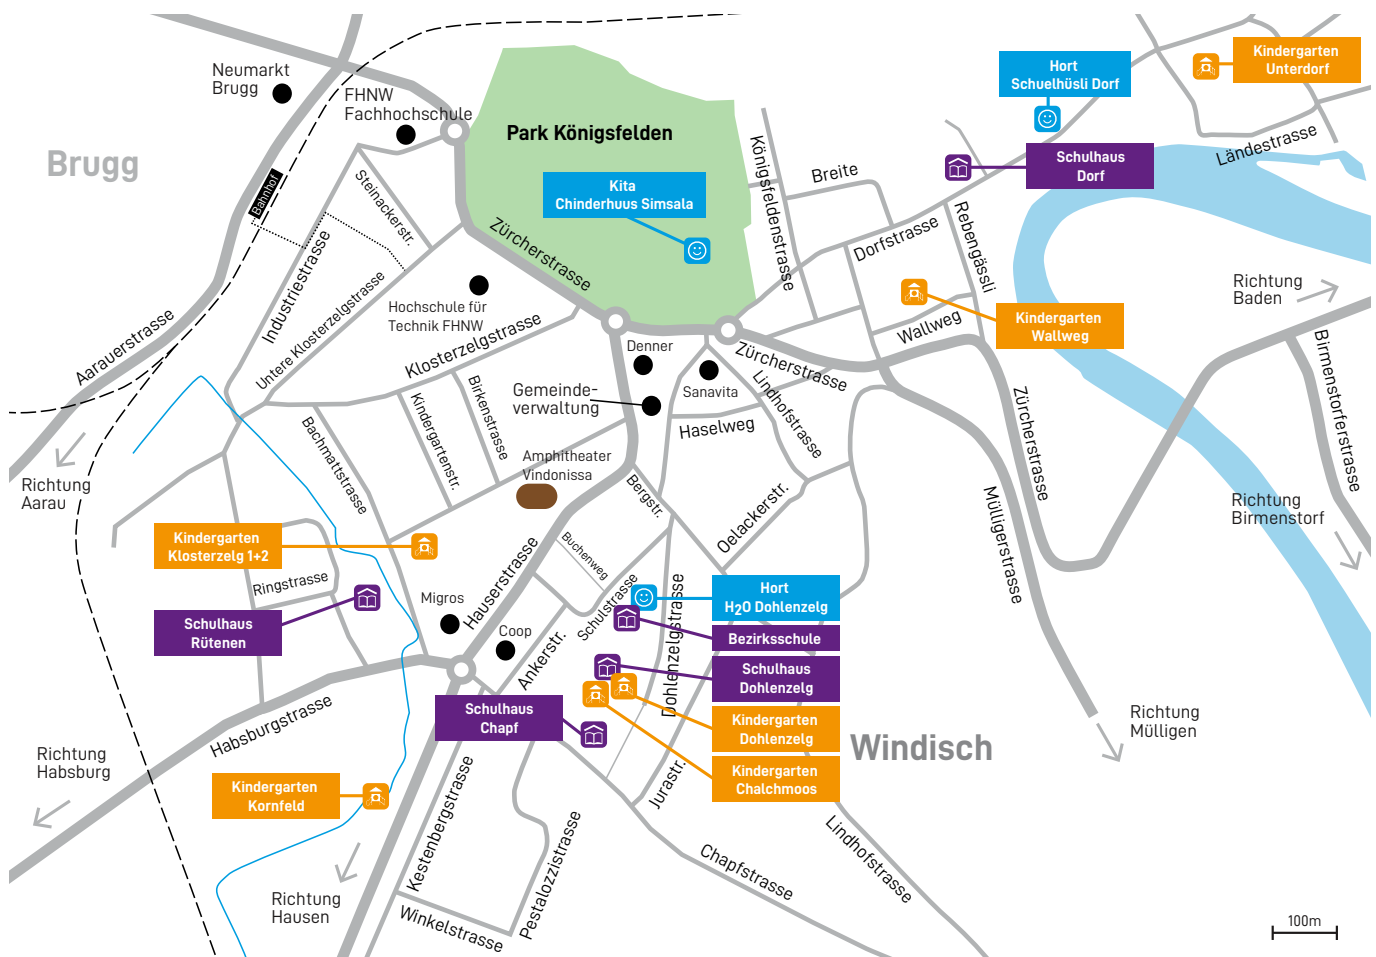 Neumarkt
Brugg
FHNW
Fachhochschule
Brugg
Bahnhof
Park Königsfelden
Kita
Chinderhuus Simsala
Hort
Schuelhüsli Dorf
Kindergarten
Unterdorf
Schulhaus
Dorf
Ländestrasse
Königsfeldenstrasse
Breite
Dorfstrasse
Rebengässli
Steinackerstr.
Zürcherstrasse
Industriestrasse
Untere Klosterzelgstrasse
Hochschule für
Technik FHNW
Klosterzelgstrasse
Aarauerstrasse
Richtung
Baden
Kindergarten
Wallweg
Wallweg
Denner
Zürcherstrasse
Sanavita
Lindhofstrasse
Haselweg
Gemeinde-
verwaltung
Birkenstrasse
Kindergartenstr.
Bachmattstrasse
Amphitheater
Vindonissa
Bergstr.
Oelackerstr.
Zürcherstrasse
Mülligerstrasse
Birmenstorferstrasse
Richtung
Birmenstorf
Richtung
Aarau
Kindergarten
Klosterzelg 1+2
Ringstrasse
Schulhaus
Rütenen
Migros
Hauserstrasse
Buchenweg
Schulstrasse
Coop
Ankerstr.
Dohlenzelgstrasse
Hort
H2O Dohlenzelg
Bezirksschule
Schulhaus
Dohlenzelg
Kindergarten
Dohlenzelg
Kindergarten
Chalchmoos
Schulhaus
Chapf
Habsburgstrasse
Windisch
Richtung
Mülligen
Richtung
Habsburg
Kindergarten
Kornfeld
Kestenbergstrasse
Jurastr.
Pestalozzistrasse
Chapfstrasse
Lindhofstrasse
Richtung
Hausen
Winkelstrasse
100m